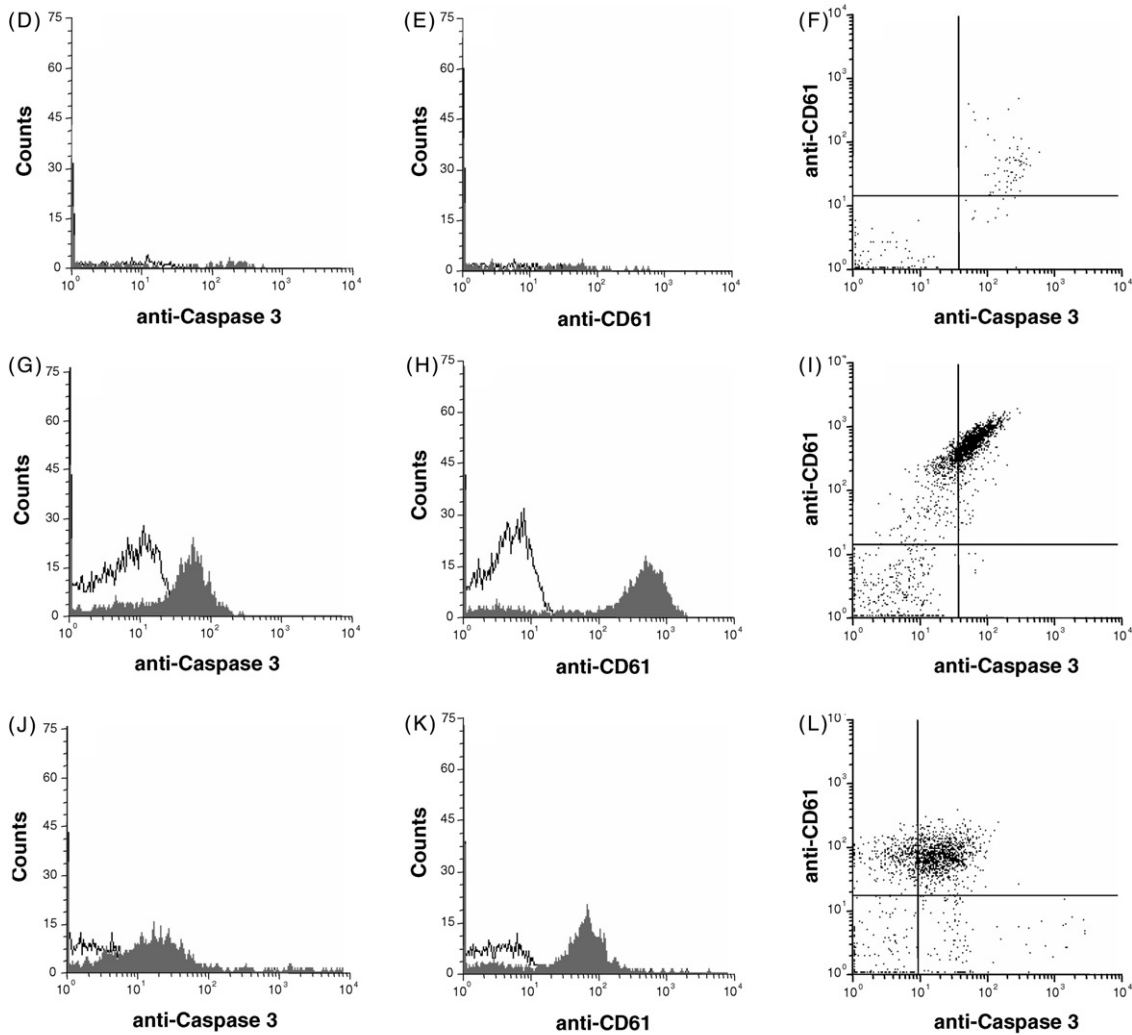 (D) (E) (F)
75 60 45 30 15 0
Counts
10⁰ 10¹ 10² 10³ 10⁴
anti-Caspase 3
75 60 45 30 15 0
Counts
10⁰ 10¹ 10² 10³ 10⁴
anti-CD61
10⁴ 10³ 10² 10¹ 10⁰
anti-CD61
10⁰ 10¹ 10² 10³ 10⁴
anti-Caspase 3
(G) (H) (I)
75 60 45 30 15 0
Counts
10⁰ 10¹ 10² 10³ 10⁴
anti-Caspase 3
75 60 45 30 15 0
Counts
10⁰ 10¹ 10² 10³ 10⁴
anti-CD61
10³ 10² 10¹ 10⁰
anti-CD61
10⁰ 10¹ 10² 10³ 10⁴
anti-Caspase 3
(J) (K) (L)
75 60 45 30 15 0
Counts
10⁰ 10¹ 10² 10³ 10⁴
anti-Caspase 3
75 60 45 30 15 0
Counts
10⁰ 10¹ 10² 10³ 10⁴
anti-CD61
10³ 10² 10¹ 10⁰
anti-CD61
10⁰ 10¹ 10² 10³ 10⁴
anti-Caspase 3